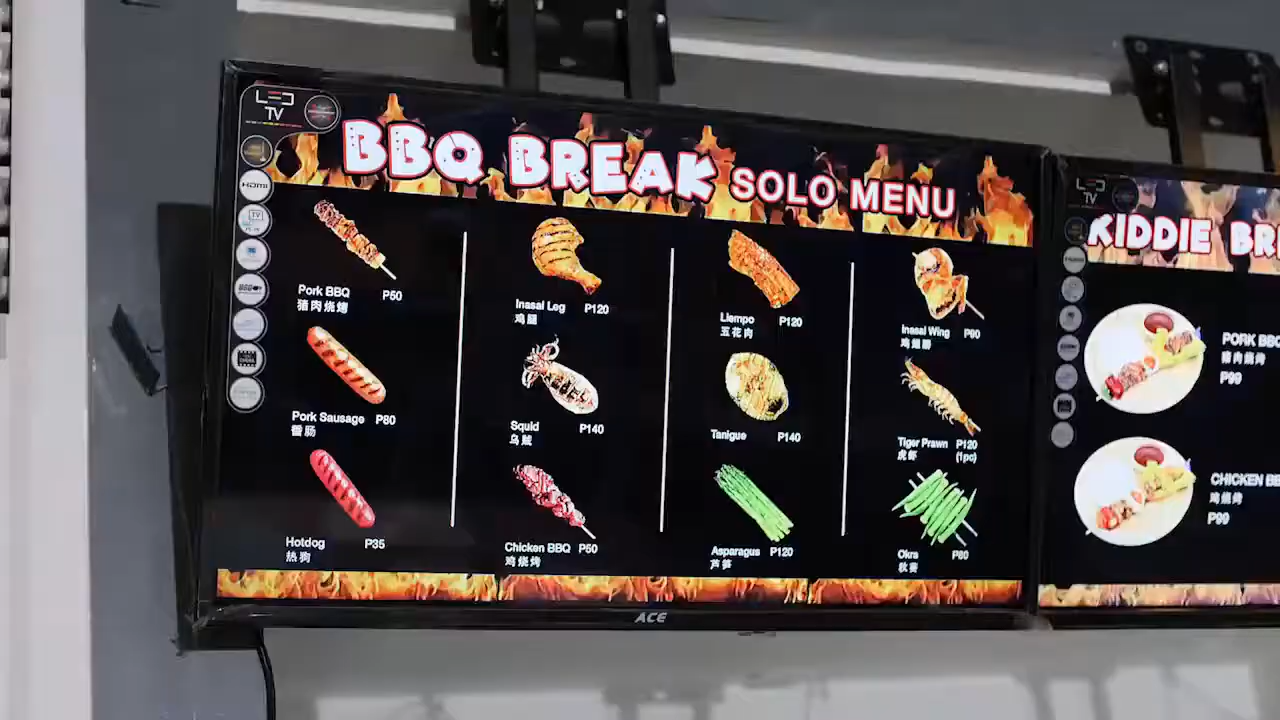 LED
TV
HDMI
BBQ BREAK SOLO MENU
Pork BBQ P50
猪肉烧烤
Inasal Leg P120
鸡腿
Liempo P120
五花肉
Inasal Wing P90
鸡翅膀
Pork Sausage P80
香肠
Squid P140
乌贼
Tanigue P140
Tiger Prawn P120
虎虾 (1pc)
Hotdog P35
热狗
Chicken BBQ P50
鸡烧烤
Asparagus P120
芦笋
Okra P80
秋葵
ACE
LED
TV
KIDDIE BRE
PORK BBQ
猪肉烧烤
P99
CHICKEN BB
鸡烧烤
P99